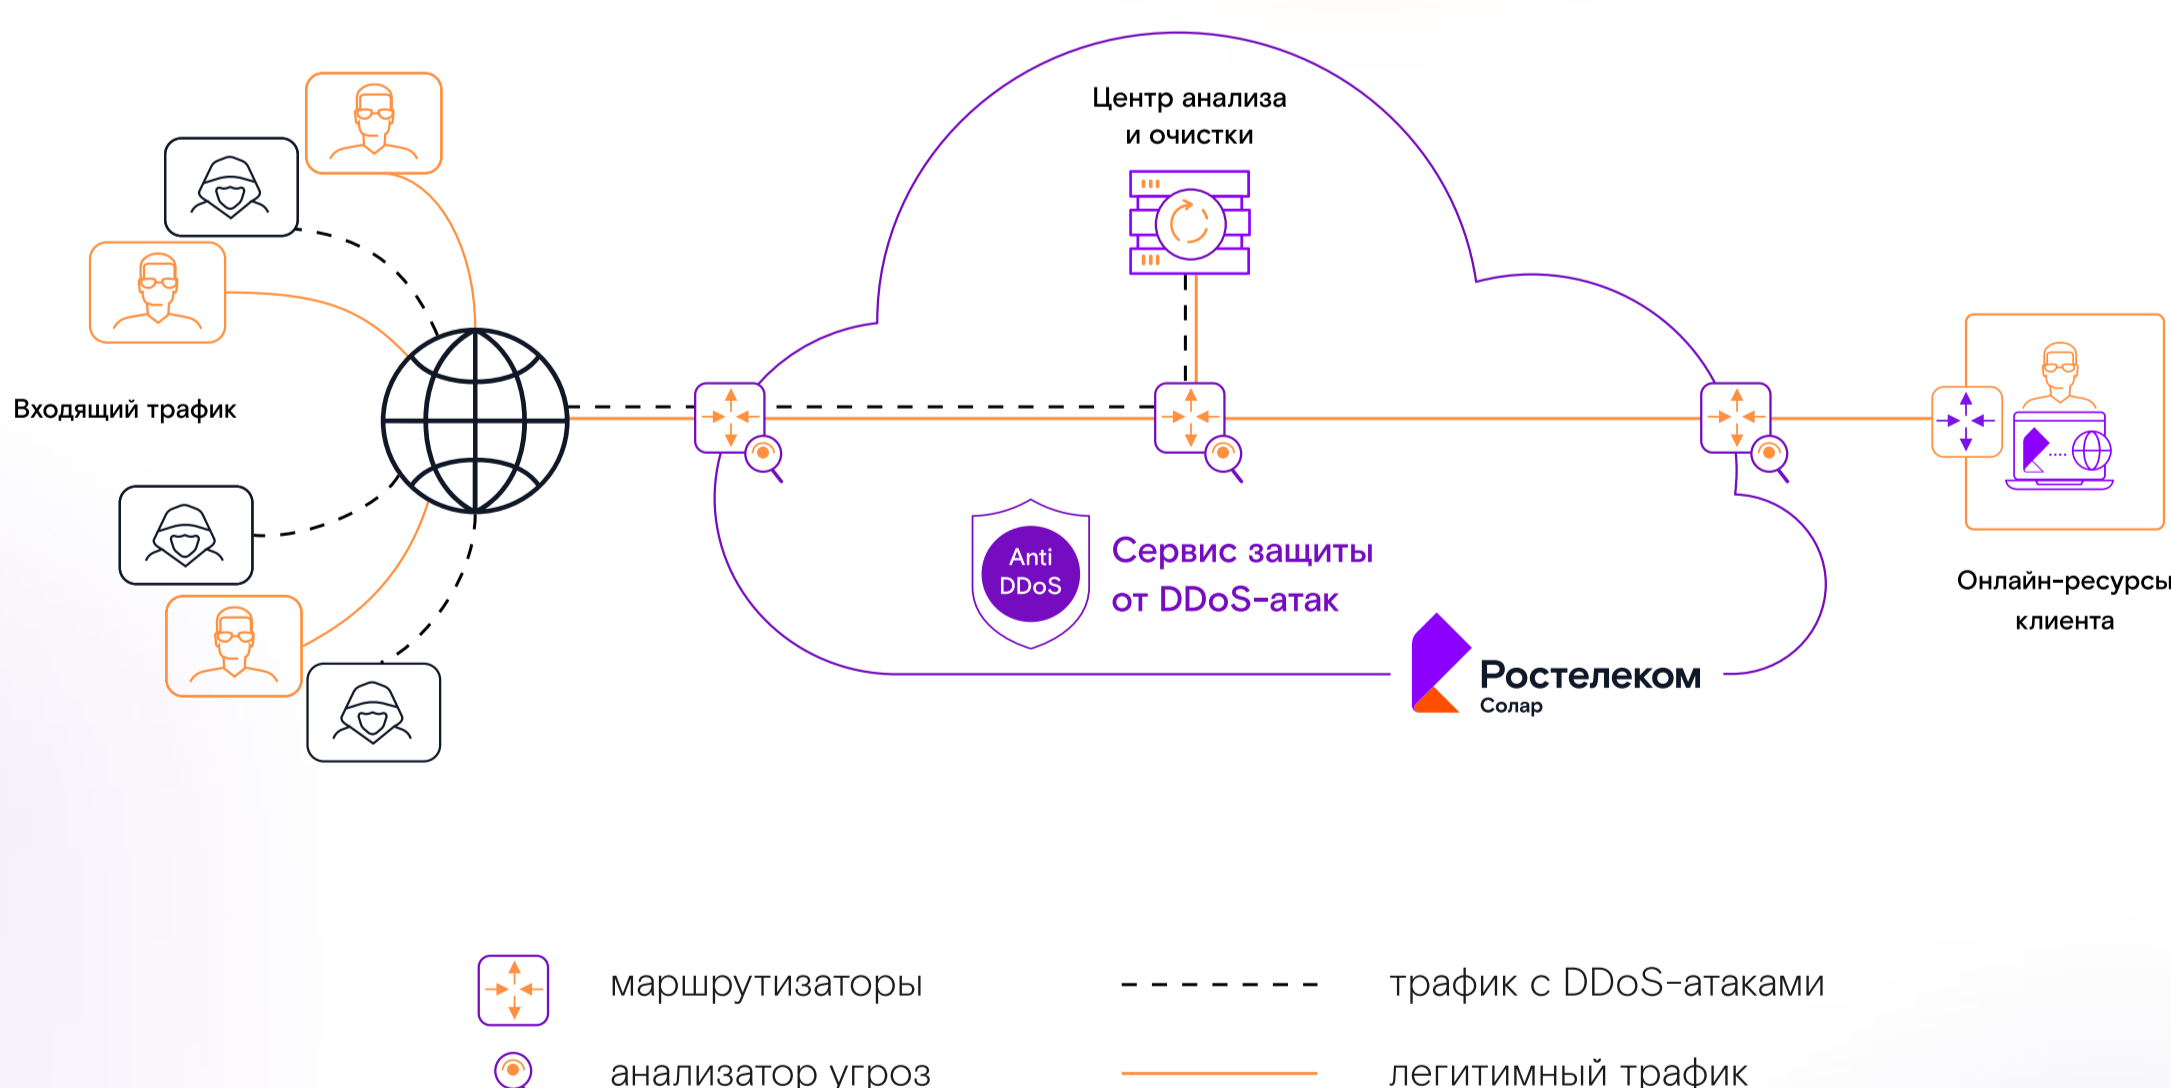 Центр анализа
и очистки
Входящий трафик
Anti
DDoS
Сервис защиты
от DDoS-атак
Ростелеком
Солар
Онлайн-ресурсы
клиента
маршрутизаторы
трафик с DDoS-атаками
анализатор угроз
легитимный трафик